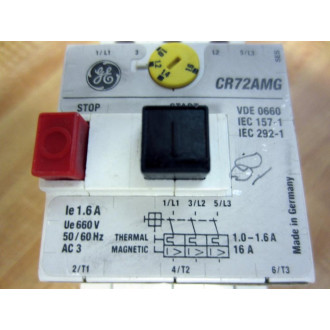 1/L1 3 L2 5/L3
GE
CR72AMG
STOP
VDE 0660
IEC 157-1
IEC 292-1
Made in Germany
Ie 1.6 A
Ue 660 V
50/60 Hz
AC 3
1/L1 3/L2 5/L3
THERMAL 1.0-1.6 A
MAGNETIC I> I> I> 16 A
2/T1 4/T2 6/T3